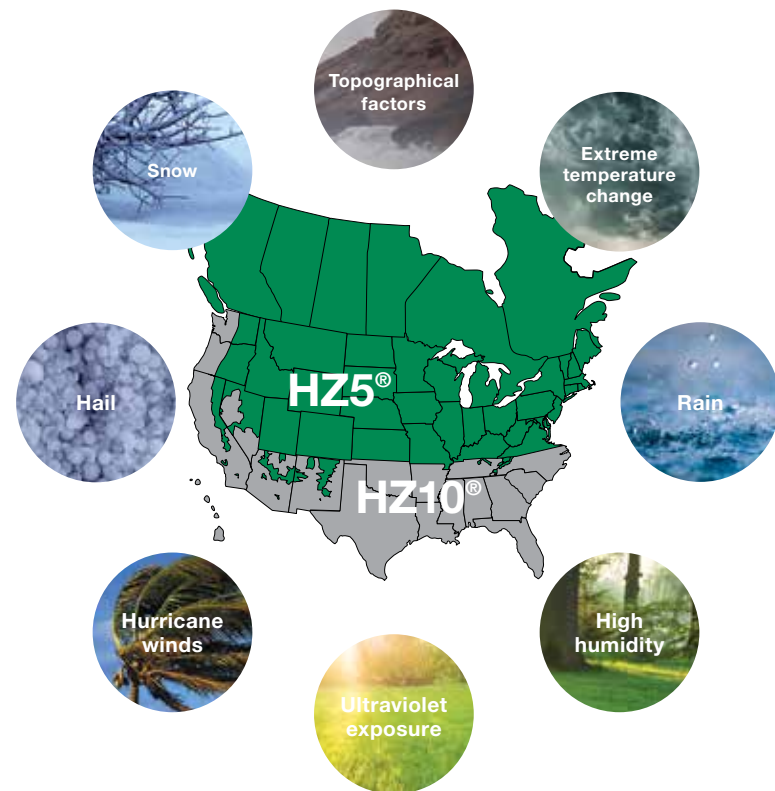 Topographical
factors
Snow
Extreme
temperature
change
HZ5®
Hail
Rain
HZ10®
Hurricane
winds
High
humidity
Ultraviolet
exposure